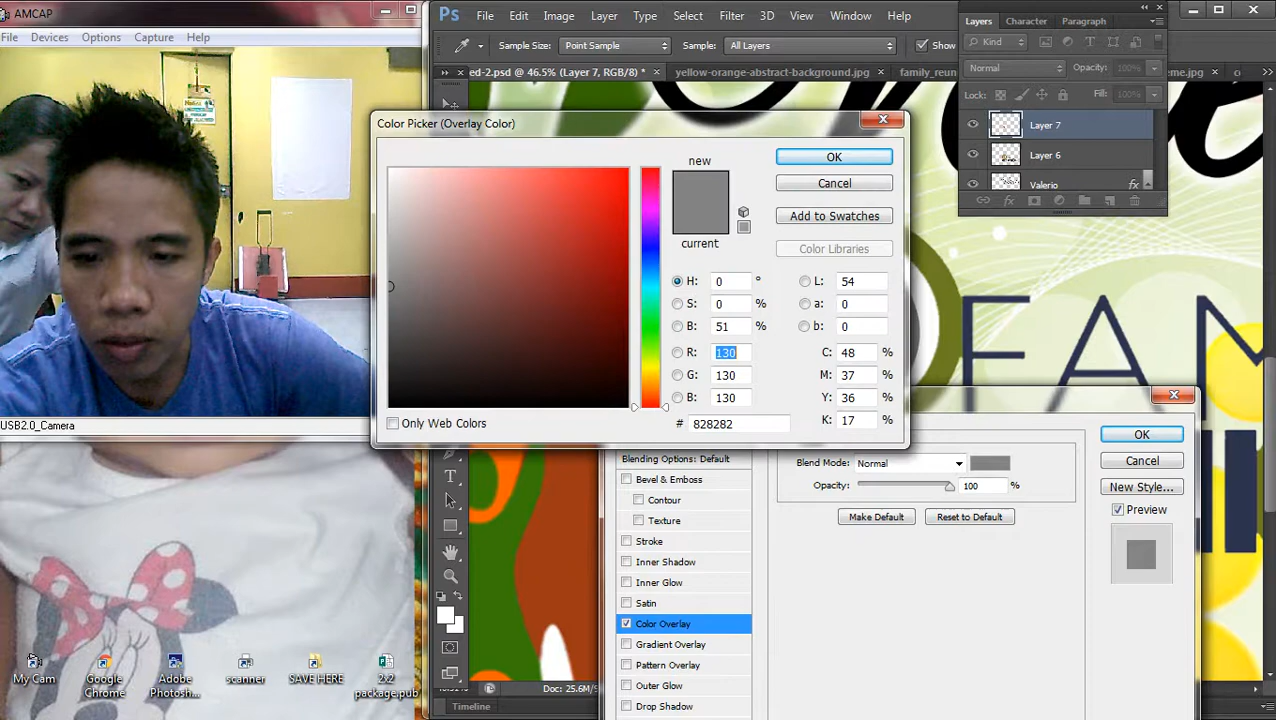 AMCAP
File Devices Options Capture Help
USB2.0_Camera
My Cam
Google Chrome
Adobe Photosh...
scanner
SAVE HERE
2x2 package.pub
Ps File Edit Image Layer Type Select Filter 3D View Window Help
Sample Size: Point Sample Sample: All Layers Show
ed-2.psd @ 46.5% (Layer 7, RGB/8) * × yellow-orange-abstract-background.jpg × family_reun eme.jpg ×
Layers Character Paragraph
Kind
Normal Opacity: 100%
Lock: Fill: 100%
Layer 7
Layer 6
Valerio fx
Color Picker (Overlay Color)
new
current
OK
Cancel
Add to Swatches
Color Libraries
H: 0 ° L: 54
S: 0 % a: 0
B: 51 % b: 0
R: 130 C: 48 %
G: 130 M: 37 %
B: 130 Y: 36 %
# 828282 K: 17 %
Only Web Colors
FAM
Blending Options: Default
Bevel & Emboss
Contour
Texture
Stroke
Inner Shadow
Inner Glow
Satin
Color Overlay
Gradient Overlay
Pattern Overlay
Outer Glow
Drop Shadow
Blend Mode: Normal
Opacity: 100 %
Make Default Reset to Default
OK
Cancel
New Style...
Preview
Doc: 25.6M/9
Timeline